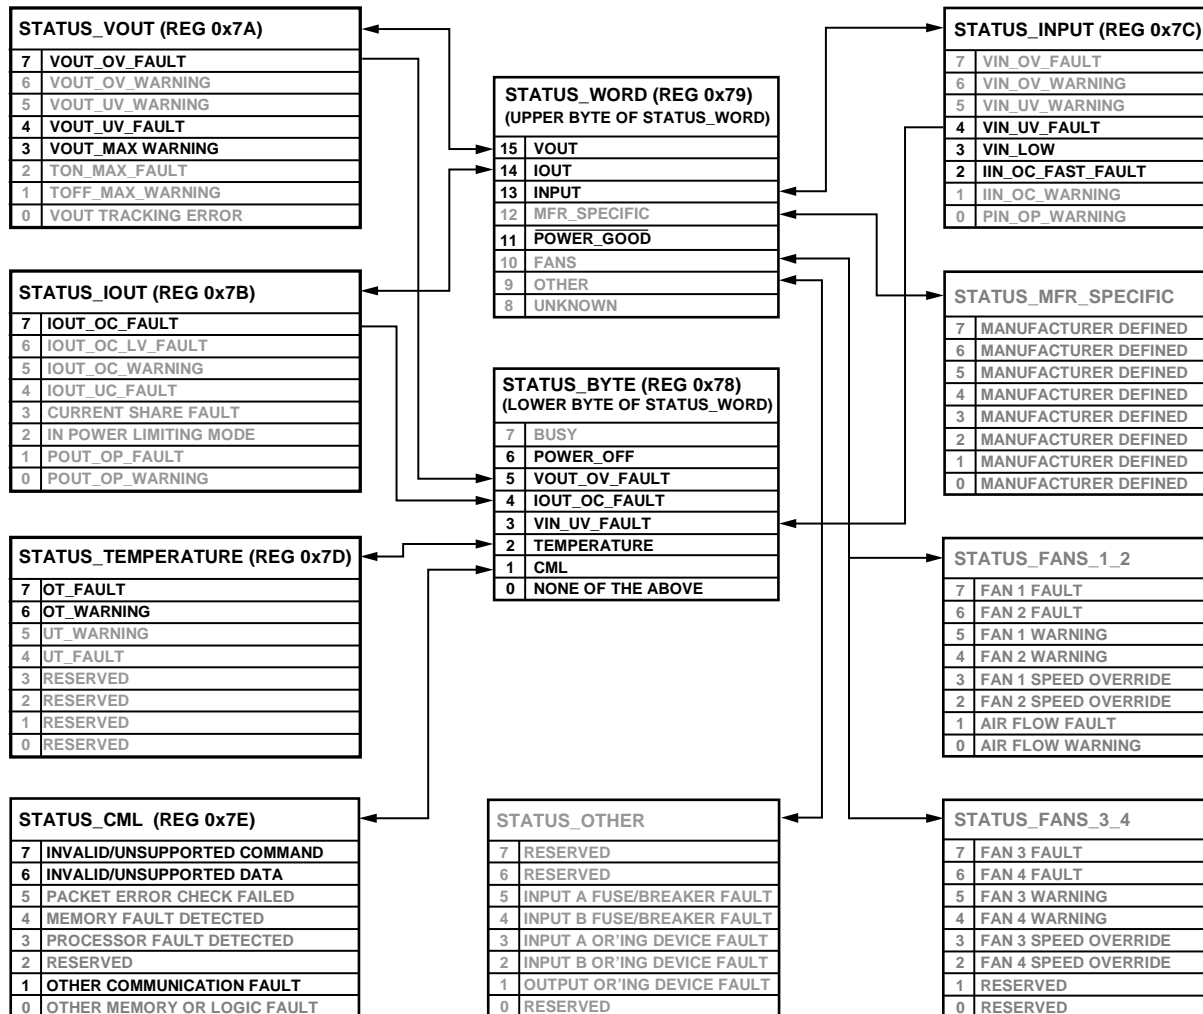 STATUS_VOUT (REG 0x7A)
7 VOUT_OV_FAULT
6 VOUT_OV_WARNING
5 VOUT_UV_WARNING
4 VOUT_UV_FAULT
3 VOUT_MAX WARNING
2 TON_MAX_FAULT
1 TOFF_MAX_WARNING
0 VOUT TRACKING ERROR
STATUS_IOUT (REG 0x7B)
7 IOUT_OC_FAULT
6 IOUT_OC_LV_FAULT
5 IOUT_OC_WARNING
4 IOUT_UC_FAULT
3 CURRENT SHARE FAULT
2 IN POWER LIMITING MODE
1 POUT_OP_FAULT
0 POUT_OP_WARNING
STATUS_TEMPERATURE (REG 0x7D)
7 OT_FAULT
6 OT_WARNING
5 UT_WARNING
4 UT_FAULT
3 RESERVED
2 RESERVED
1 RESERVED
0 RESERVED
STATUS_CML (REG 0x7E)
7 INVALID/UNSUPPORTED COMMAND
6 INVALID/UNSUPPORTED DATA
5 PACKET ERROR CHECK FAILED
4 MEMORY FAULT DETECTED
3 PROCESSOR FAULT DETECTED
2 RESERVED
1 OTHER COMMUNICATION FAULT
0 OTHER MEMORY OR LOGIC FAULT
STATUS_WORD (REG 0x79)
(UPPER BYTE OF STATUS_WORD)
15 VOUT
14 IOUT
13 INPUT
12 MFR_SPECIFIC
11 POWER_GOOD
10 FANS
9 OTHER
8 UNKNOWN
STATUS_BYTE (REG 0x78)
(LOWER BYTE OF STATUS_WORD)
7 BUSY
6 POWER_OFF
5 VOUT_OV_FAULT
4 IOUT_OC_FAULT
3 VIN_UV_FAULT
2 TEMPERATURE
1 CML
0 NONE OF THE ABOVE
STATUS_OTHER
7 RESERVED
6 RESERVED
5 INPUT A FUSE/BREAKER FAULT
4 INPUT B FUSE/BREAKER FAULT
3 INPUT A OR'ING DEVICE FAULT
2 INPUT B OR'ING DEVICE FAULT
1 OUTPUT OR'ING DEVICE FAULT
0 RESERVED
STATUS_INPUT (REG 0x7C)
7 VIN_OV_FAULT
6 VIN_OV_WARNING
5 VIN_UV_WARNING
4 VIN_UV_FAULT
3 VIN_LOW
2 IIN_OC_FAST_FAULT
1 IIN_OC_WARNING
0 PIN_OP_WARNING
STATUS_MFR_SPECIFIC
7 MANUFACTURER DEFINED
6 MANUFACTURER DEFINED
5 MANUFACTURER DEFINED
4 MANUFACTURER DEFINED
3 MANUFACTURER DEFINED
2 MANUFACTURER DEFINED
1 MANUFACTURER DEFINED
0 MANUFACTURER DEFINED
STATUS_FANS_1_2
7 FAN 1 FAULT
6 FAN 2 FAULT
5 FAN 1 WARNING
4 FAN 2 WARNING
3 FAN 1 SPEED OVERRIDE
2 FAN 2 SPEED OVERRIDE
1 AIR FLOW FAULT
0 AIR FLOW WARNING
STATUS_FANS_3_4
7 FAN 3 FAULT
6 FAN 4 FAULT
5 FAN 3 WARNING
4 FAN 4 WARNING
3 FAN 3 SPEED OVERRIDE
2 FAN 4 SPEED OVERRIDE
1 RESERVED
0 RESERVED